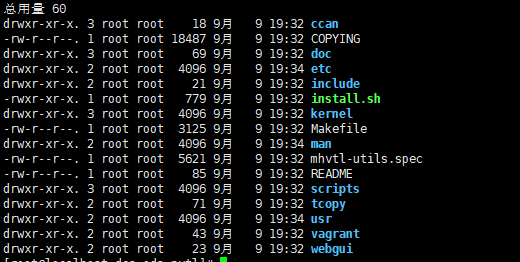 总用量 60
drwxr-xr-x. 3 root root 18 9月 9 19:32 ccan
-rw-r--r--. 1 root root 18487 9月 9 19:32 COPYING
drwxr-xr-x. 3 root root 69 9月 9 19:32 doc
drwxr-xr-x. 2 root root 4096 9月 9 19:34 etc
drwxr-xr-x. 2 root root 21 9月 9 19:32 include
-rwxr-xr-x. 1 root root 779 9月 9 19:32 install.sh
drwxr-xr-x. 3 root root 4096 9月 9 19:32 kernel
-rw-r--r--. 1 root root 3125 9月 9 19:32 Makefile
drwxr-xr-x. 2 root root 4096 9月 9 19:34 man
-rw-r--r--. 1 root root 5621 9月 9 19:32 mhvtl-utils.spec
-rw-r--r--. 1 root root 85 9月 9 19:32 README
drwxr-xr-x. 3 root root 4096 9月 9 19:32 scripts
drwxr-xr-x. 2 root root 71 9月 9 19:32 tcopy
drwxr-xr-x. 2 root root 4096 9月 9 19:34 usr
drwxr-xr-x. 2 root root 43 9月 9 19:32 vagrant
drwxr-xr-x. 2 root root 23 9月 9 19:32 webgui